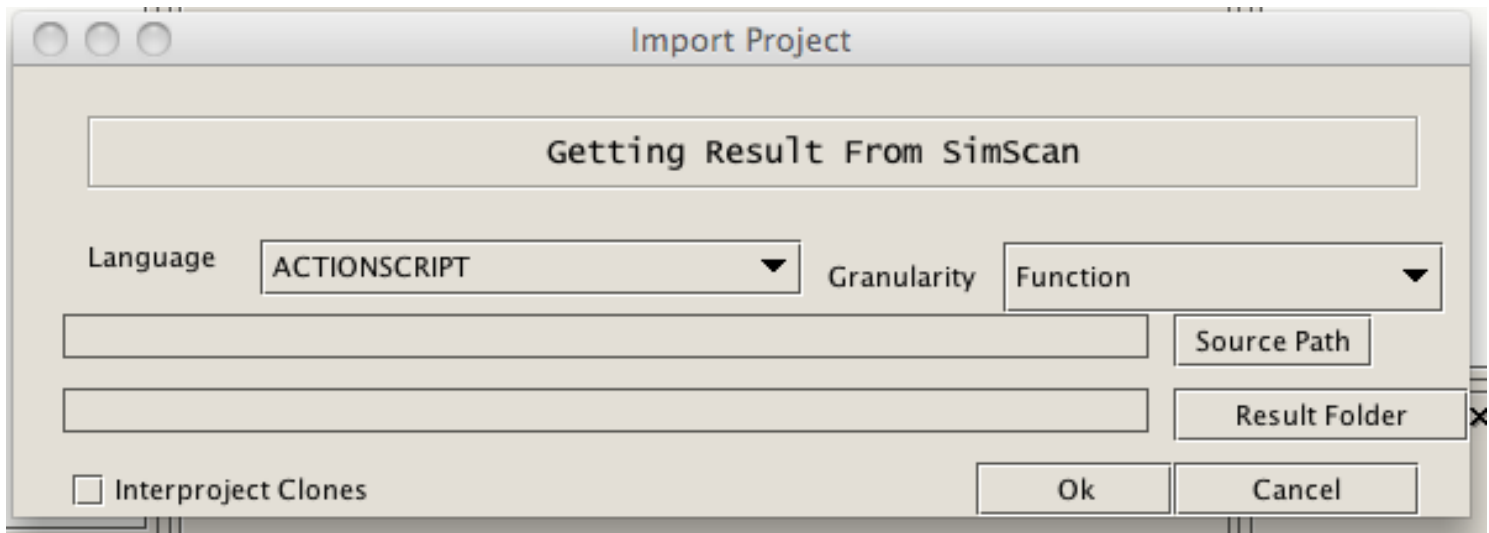 Import Project
Getting Result From SimScan
Language ACTIONSCRIPT Granularity Function
Source Path
Result Folder
Interproject Clones Ok Cancel